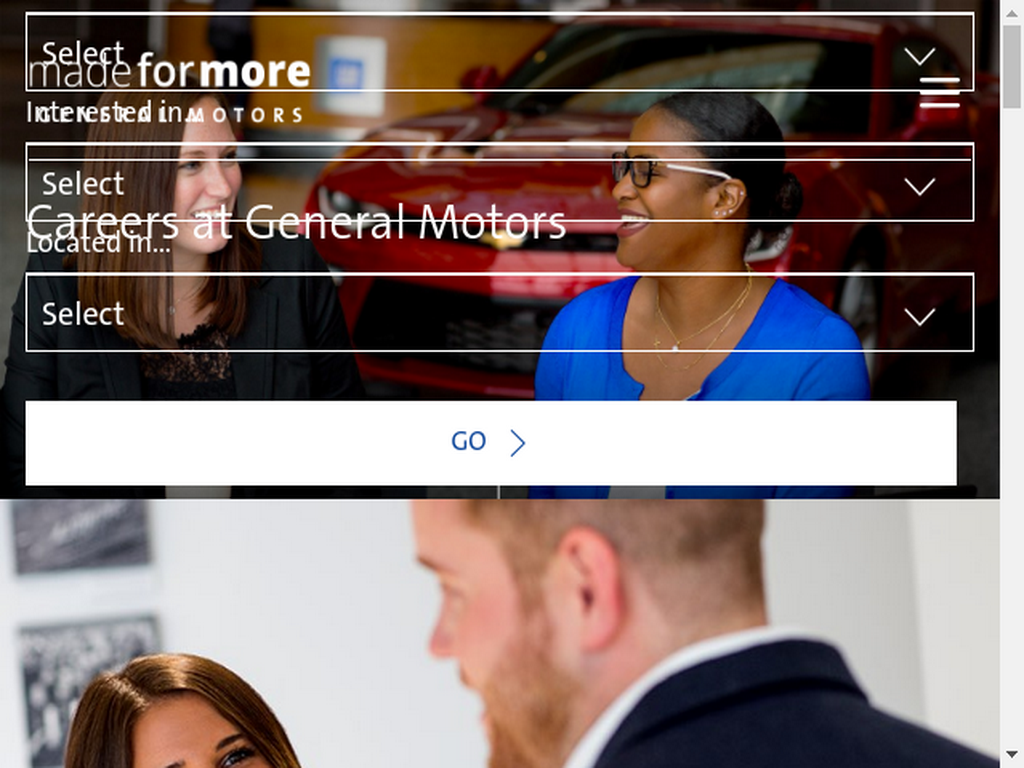 Select
made for more
Interested in...
GENERAL MOTORS
Select
Careers at General Motors
Located in...
Select
GO